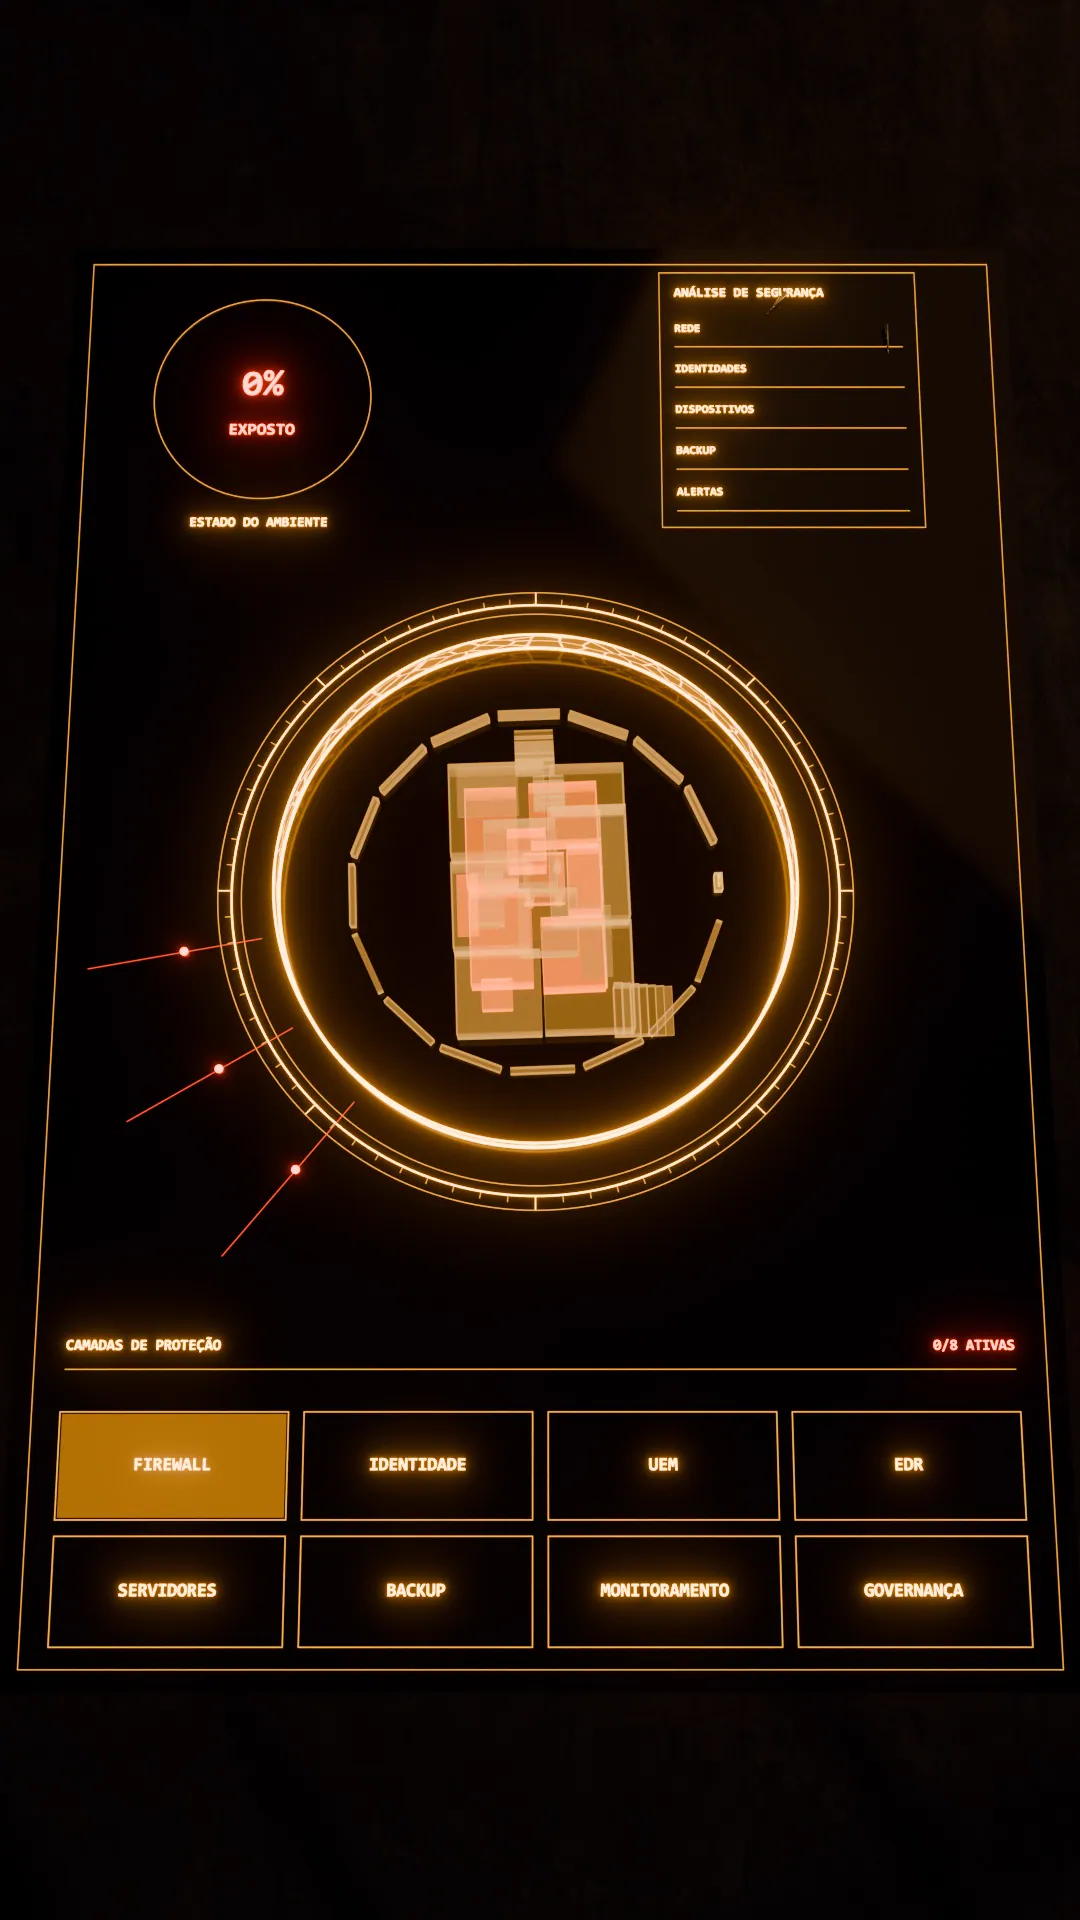 0%
EXPOSTO
ESTADO DO AMBIENTE
ANÁLISE DE SEGURANÇA
REDE
IDENTIDADES
DISPOSITIVOS
BACKUP
ALERTAS
CAMADAS DE PROTEÇÃO
0/8 ATIVAS
FIREWALL
IDENTIDADE
UEM
EDR
SERVIDORES
BACKUP
MONITORAMENTO
GOVERNANÇA